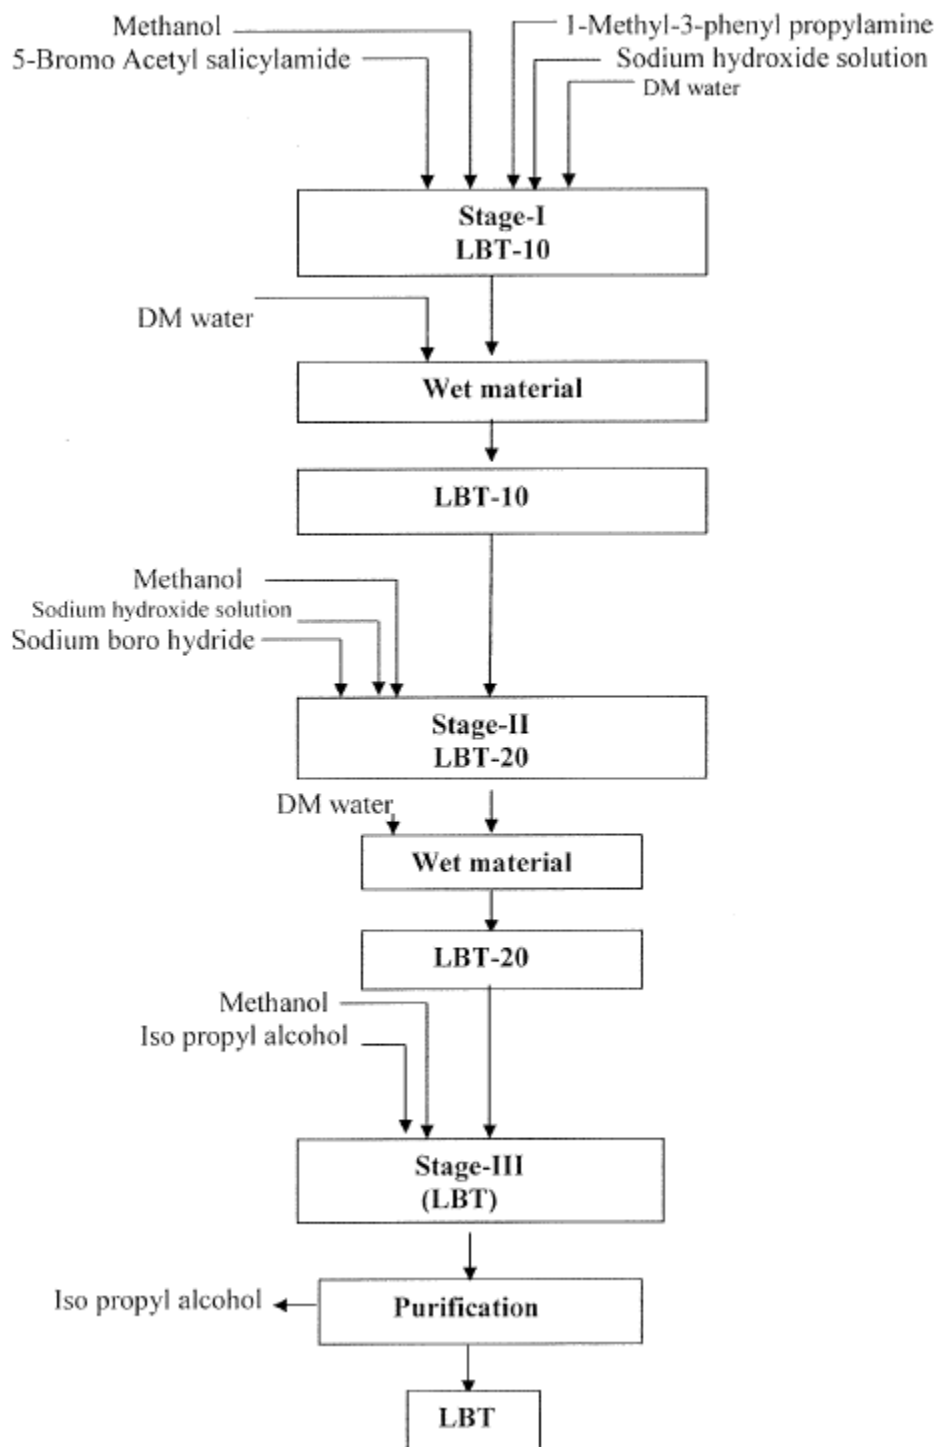 Methanol
1-Methyl-3-phenyl propylamine
5-Bromo Acetyl salicylamide
Sodium hydroxide solution
DM water
Stage-I
LBT-10
DM water
Wet material
LBT-10
Methanol
Sodium hydroxide solution
Sodium boro hydride
Stage-II
LBT-20
DM water
Wet material
LBT-20
Methanol
Iso propyl alcohol
Stage-III
(LBT)
Iso propyl alcohol
Purification
LBT